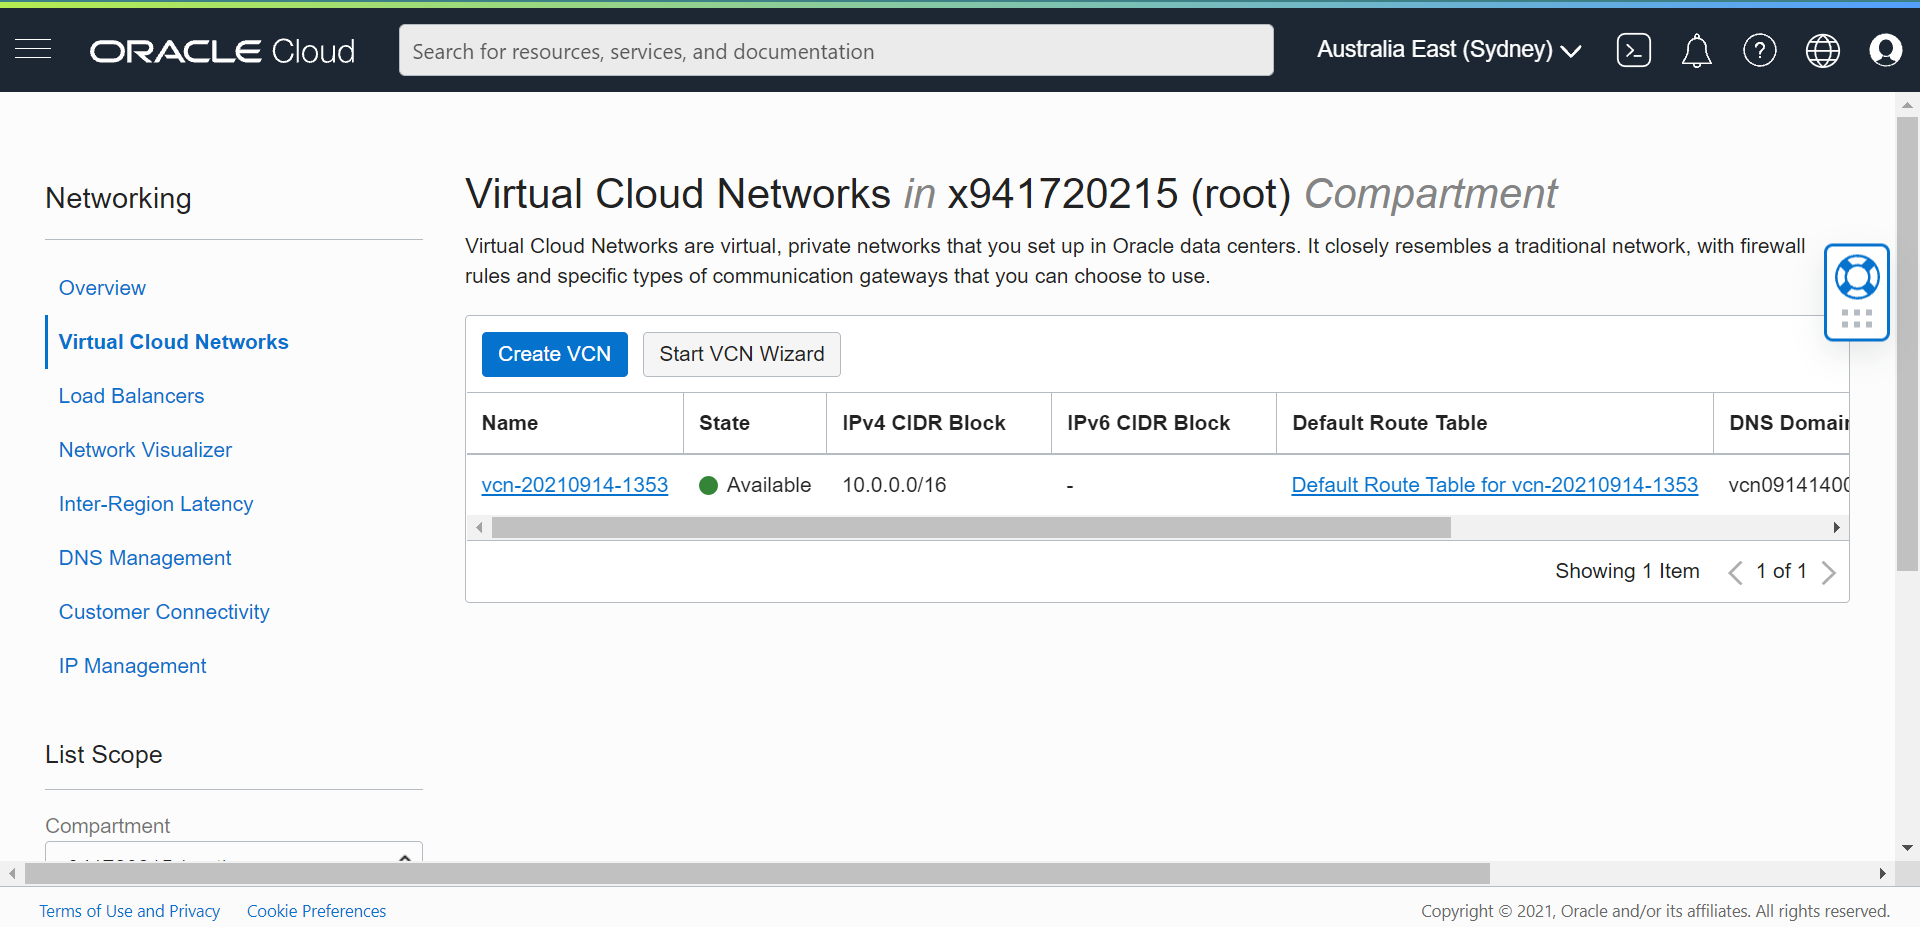 ORACLE Cloud
Search for resources, services, and documentation
Australia East (Sydney)
Networking
Overview
Virtual Cloud Networks
Load Balancers
Network Visualizer
Inter-Region Latency
DNS Management
Customer Connectivity
IP Management
List Scope
Compartment
Virtual Cloud Networks in x941720215 (root) Compartment
Virtual Cloud Networks are virtual, private networks that you set up in Oracle data centers. It closely resembles a traditional network, with firewall
rules and specific types of communication gateways that you can choose to use.
Create VCN Start VCN Wizard
Name State IPv4 CIDR Block IPv6 CIDR Block Default Route Table DNS Domain
vcn-20210914-1353 Available 10.0.0.0/16 - Default Route Table for vcn-20210914-1353 vcn09141400
Showing 1 Item 1 of 1
Terms of Use and Privacy Cookie Preferences
Copyright © 2021, Oracle and/or its affiliates. All rights reserved.